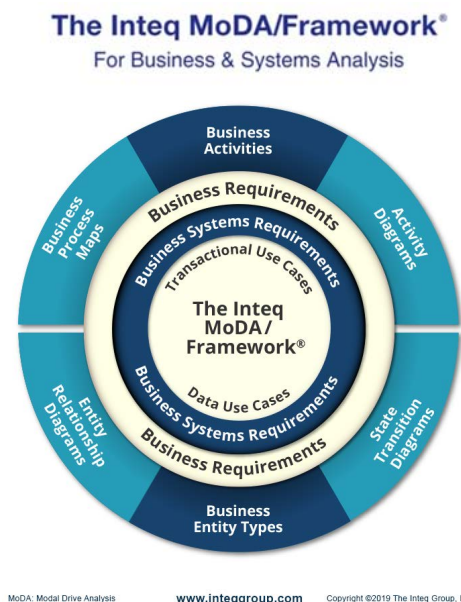 The Inteq MoDA/Framework®
For Business & Systems Analysis
Business
Activities
Business
Process
Maps
Activity
Diagrams
Business Requirements
Business Systems Requirements
Transactional Use Cases
The Inteq
MoDA/
Framework®
Data Use Cases
Business Systems Requirements
Business Requirements
Entity
Relationship
Diagrams
State
Transition
Diagrams
Business
Entity Types
MoDA: Modal Drive Analysis
www.inteqgroup.com
Copyright ©2019 The Inteq Group,